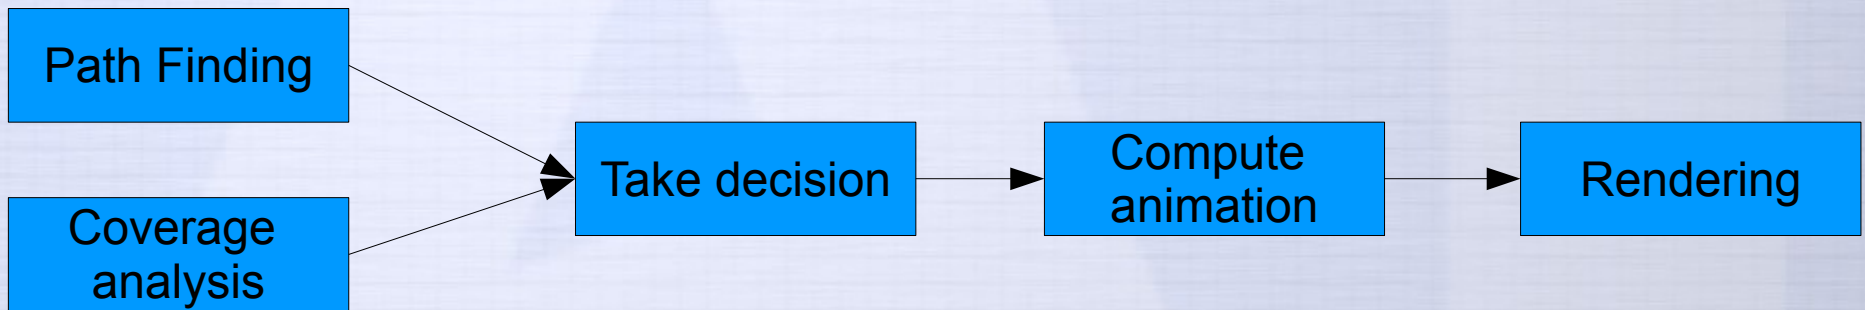 Path Finding
Coverage
analysis
Take decision
Compute
animation
Rendering